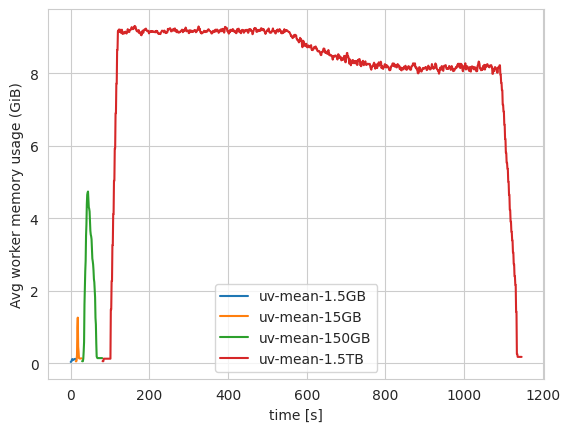 Avg worker memory usage (GiB)
8
6
4
2
0
uv-mean-1.5GB
uv-mean-15GB
uv-mean-150GB
uv-mean-1.5TB
0 200 400 600 800 1000 1200
time [s]